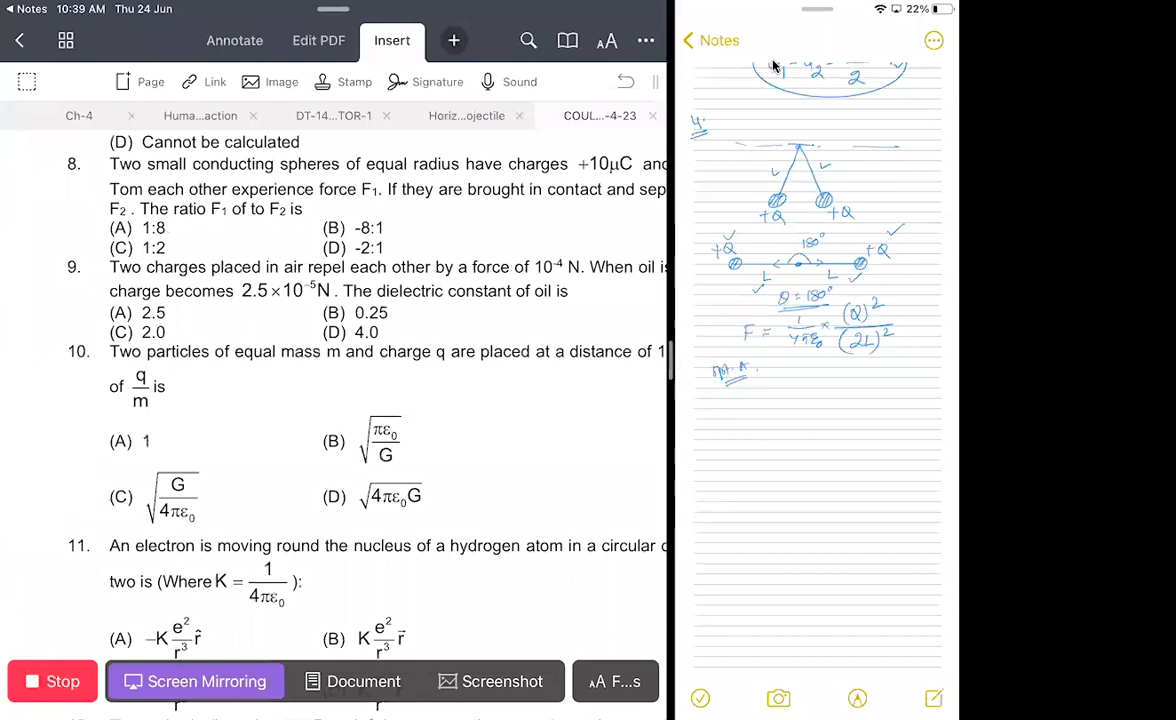 Notes 10:39 AM Thu 24 Jun
22%
Annotate Edit PDF Insert
Notes
Page Link Image Stamp Signature Sound
Ch-4 Huma...action DT-14...TOR-1 Horiz...ojectile COUL...-4-23
(D) Cannot be calculated
8. Two small conducting spheres of equal radius have charges +10μC and
Tom each other experience force F₁. If they are brought in contact and sep
F₂ . The ratio F₁ of to F₂ is
(A) 1:8 (B) -8:1
(C) 1:2 (D) -2:1
9. Two charges placed in air repel each other by a force of 10⁻⁴ N. When oil i
charge becomes 2.5×10⁻⁵N. The dielectric constant of oil is
(A) 2.5 (B) 0.25
(C) 2.0 (D) 4.0
10. Two particles of equal mass m and charge q are placed at a distance of 1
of q/m is
(A) 1 (B) √(πε₀/G)
(C) √(G/4πε₀) (D) √4πε₀G
11. An electron is moving round the nucleus of a hydrogen atom in a circular
two is (Where K = 1/4πε₀):
(A) −K e²/r³ r̂ (B) K e²/r³ r⃗
Stop Screen Mirroring Document Screenshot AA F...s
2
4.
L L
+Q +Q
+Q 180° +Q
L L
θ = 180°
F = 1/4πε₀ × (Q)²/(2L)²
opt. A.